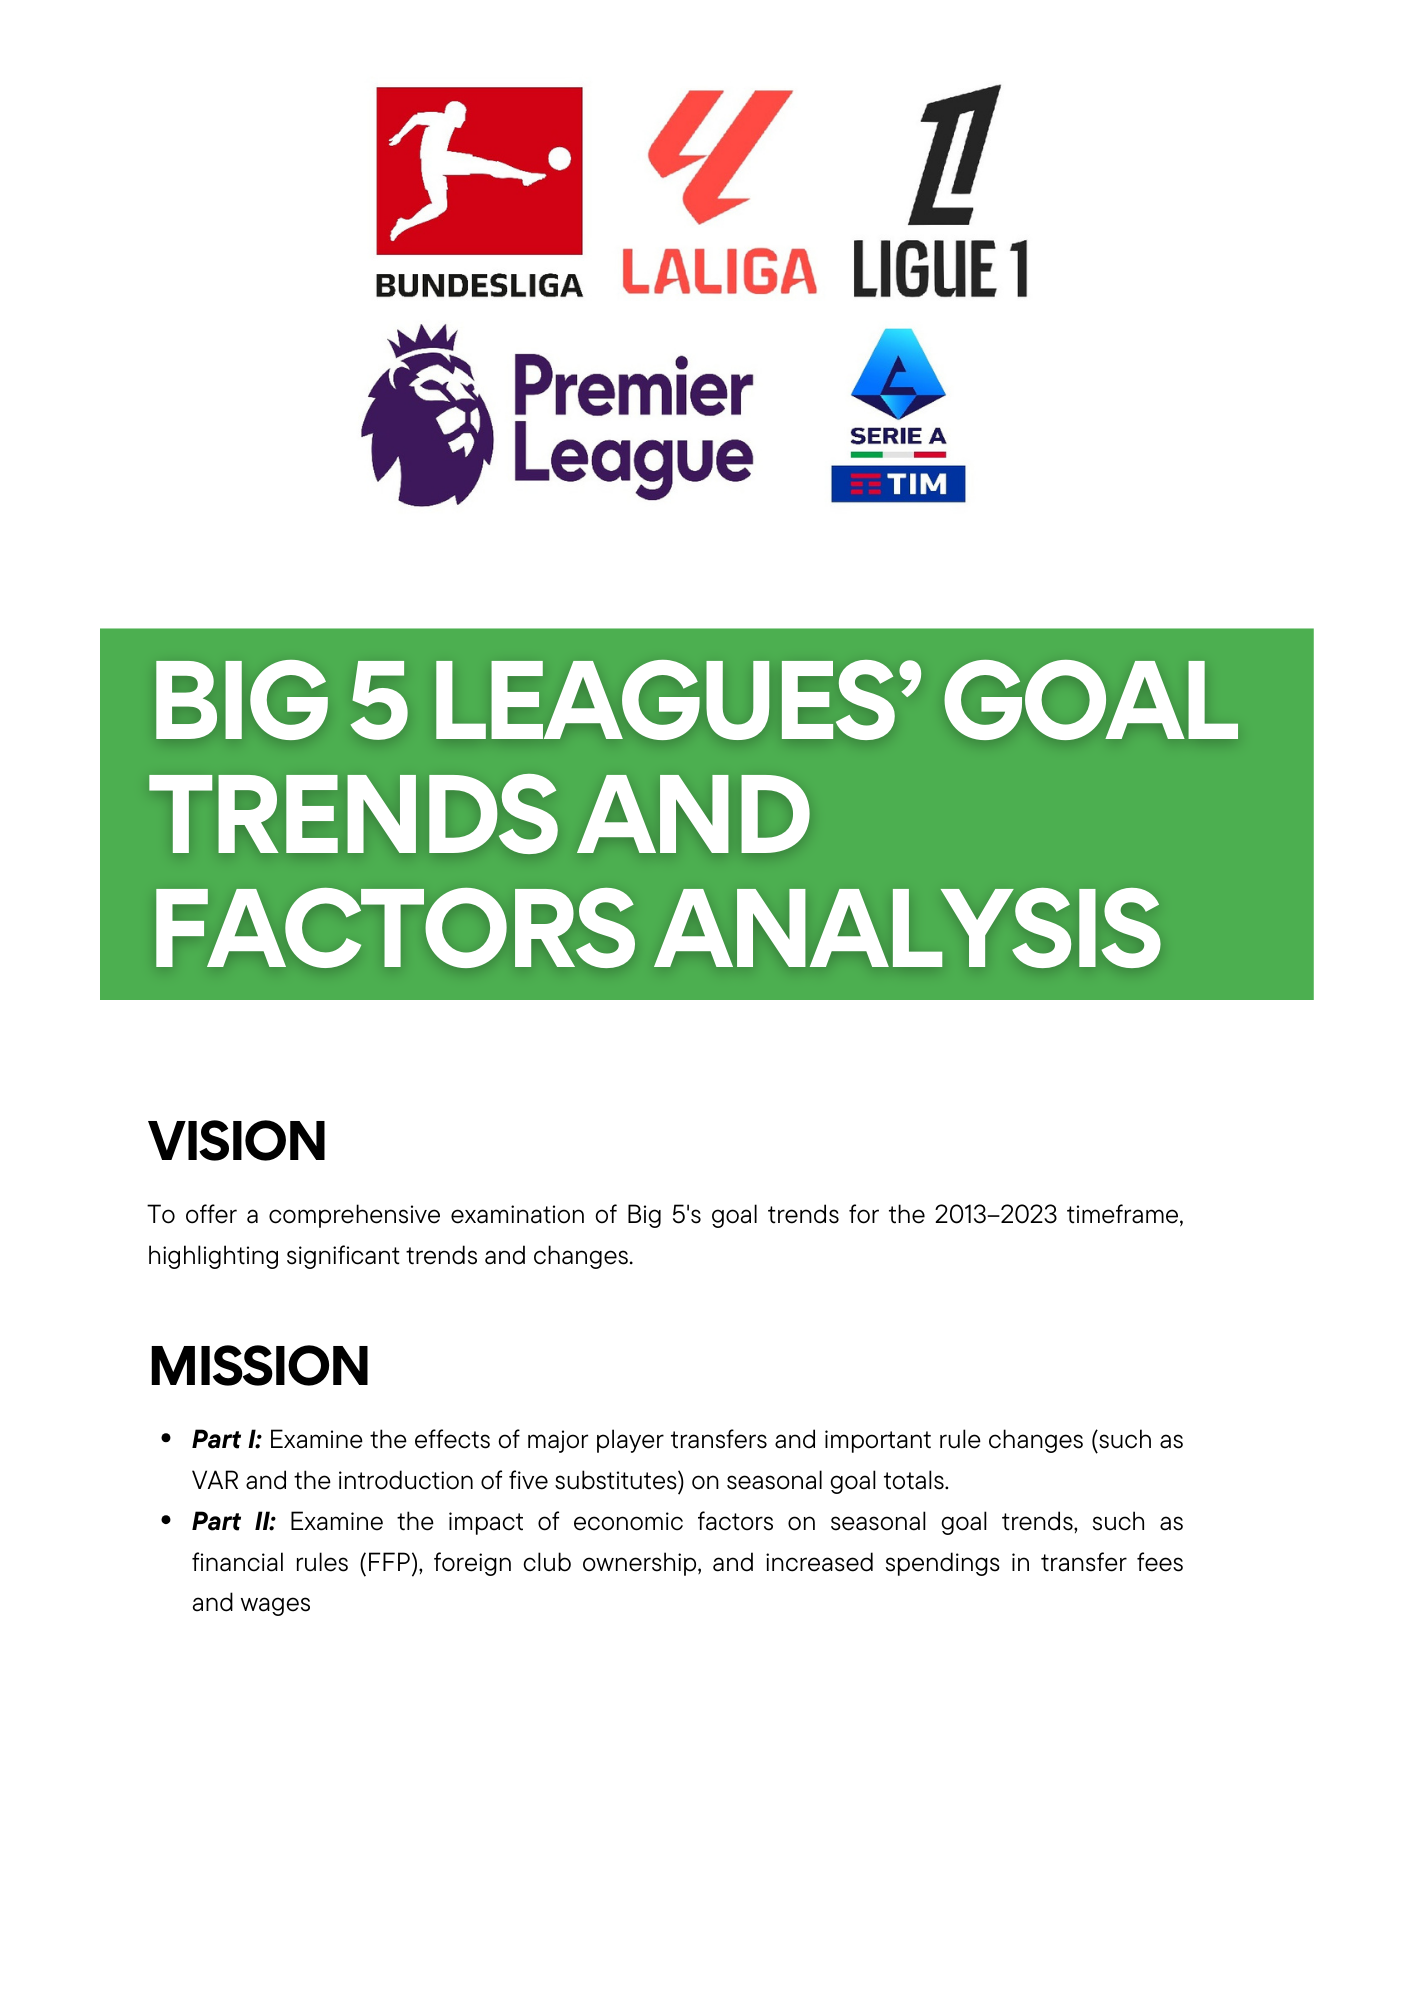 BUNDESLIGA
LALIGA
LIGUE 1
Premier
League
SERIE A
TIM
BIG 5 LEAGUES’ GOAL
TRENDS AND
FACTORS ANALYSIS
VISION
To offer a comprehensive examination of Big 5's goal trends for the 2013–2023 timeframe,
highlighting significant trends and changes.
MISSION
• Part I: Examine the effects of major player transfers and important rule changes (such as
VAR and the introduction of five substitutes) on seasonal goal totals.
• Part II: Examine the impact of economic factors on seasonal goal trends, such as
financial rules (FFP), foreign club ownership, and increased spendings in transfer fees
and wages